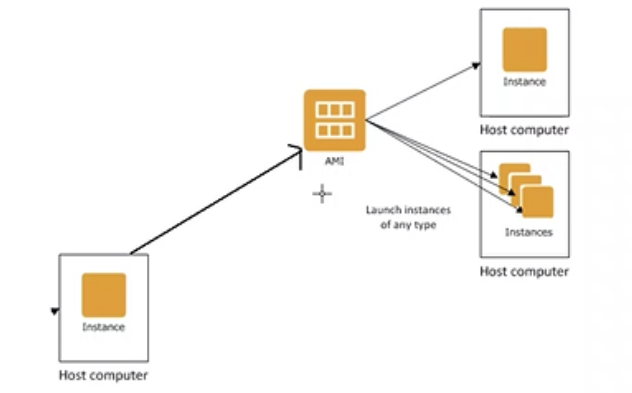 Instance
Host computer
AMI
Launch instances
of any type
Instances
Host computer
Instance
Host computer